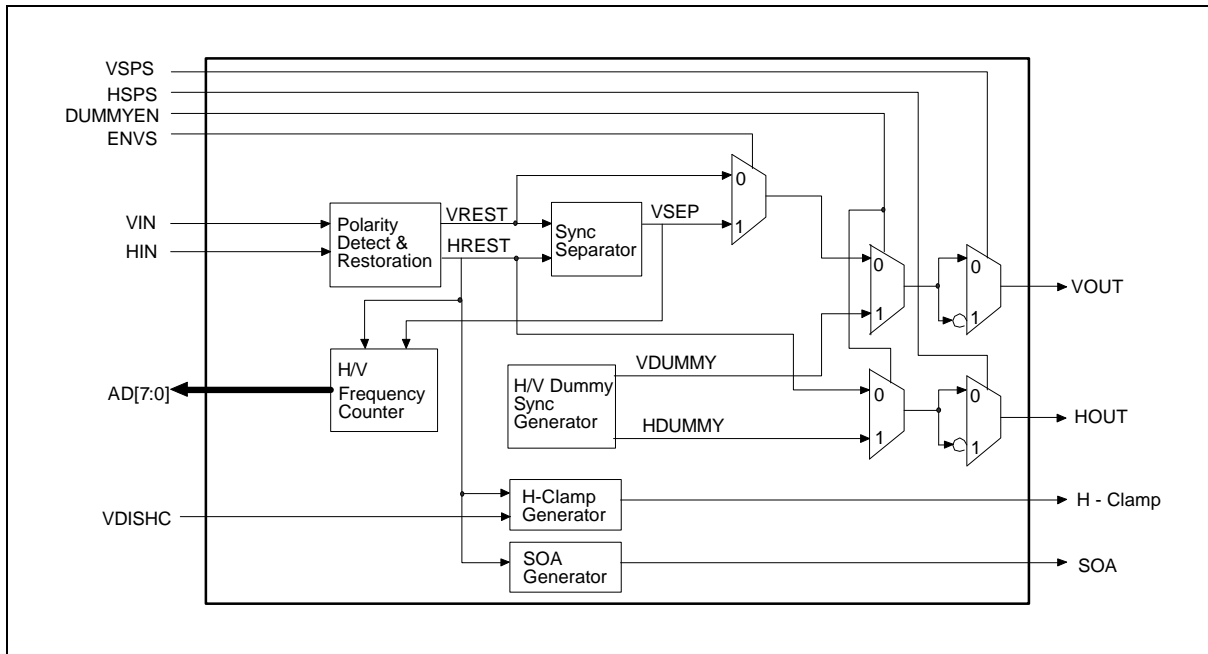 VSPS
HSPS
DUMMYEN
ENVS
0
VIN
VREST
VSEP
1
HIN
Polarity
Detect &
Restoration
HREST
Sync
Separator
0
0
VOUT
1
1
H/V
Frequency
Counter
AD[7:0]
VDUMMY
H/V Dummy
Sync
Generator
HDUMMY
0
0
HOUT
1
1
H-Clamp
Generator
H - Clamp
VDISHC
SOA
Generator
SOA